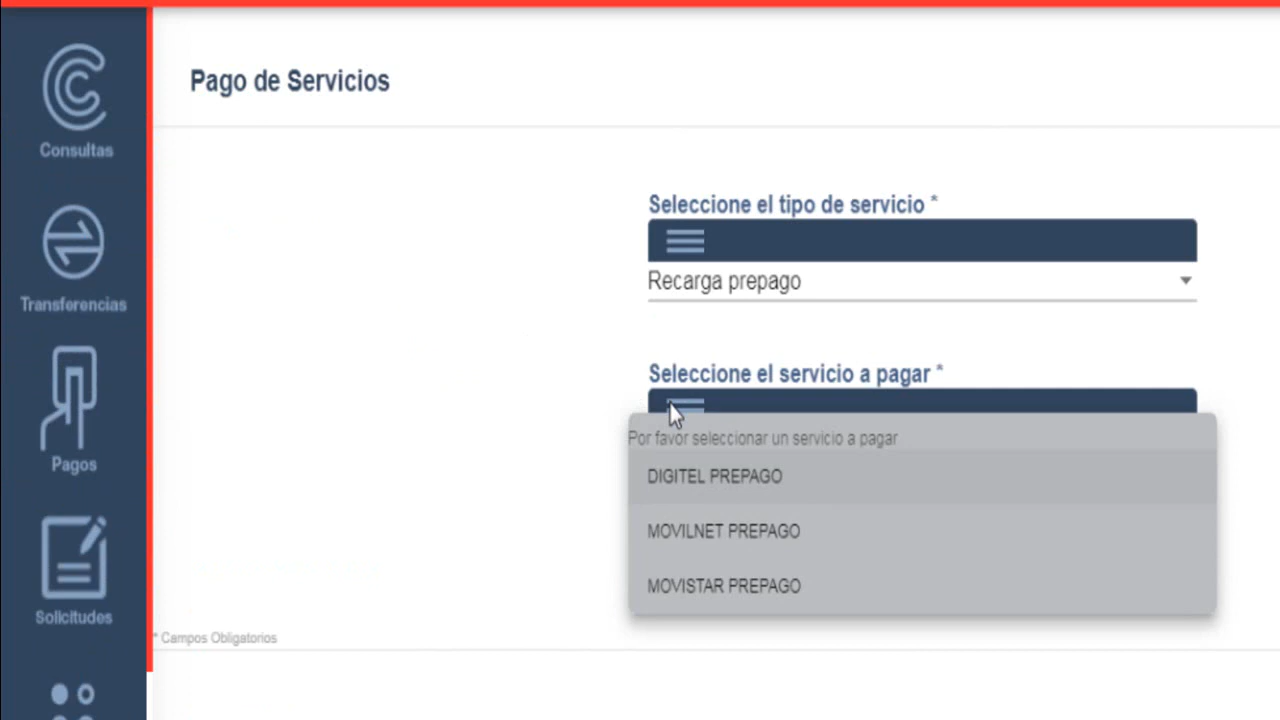 Pago de Servicios
Consultas
Transferencias
Pagos
Solicitudes
Seleccione el tipo de servicio *
Recarga prepago
Seleccione el servicio a pagar *
Por favor seleccionar un servicio a pagar
DIGITEL PREPAGO
MOVILNET PREPAGO
MOVISTAR PREPAGO
* Campos Obligatorios